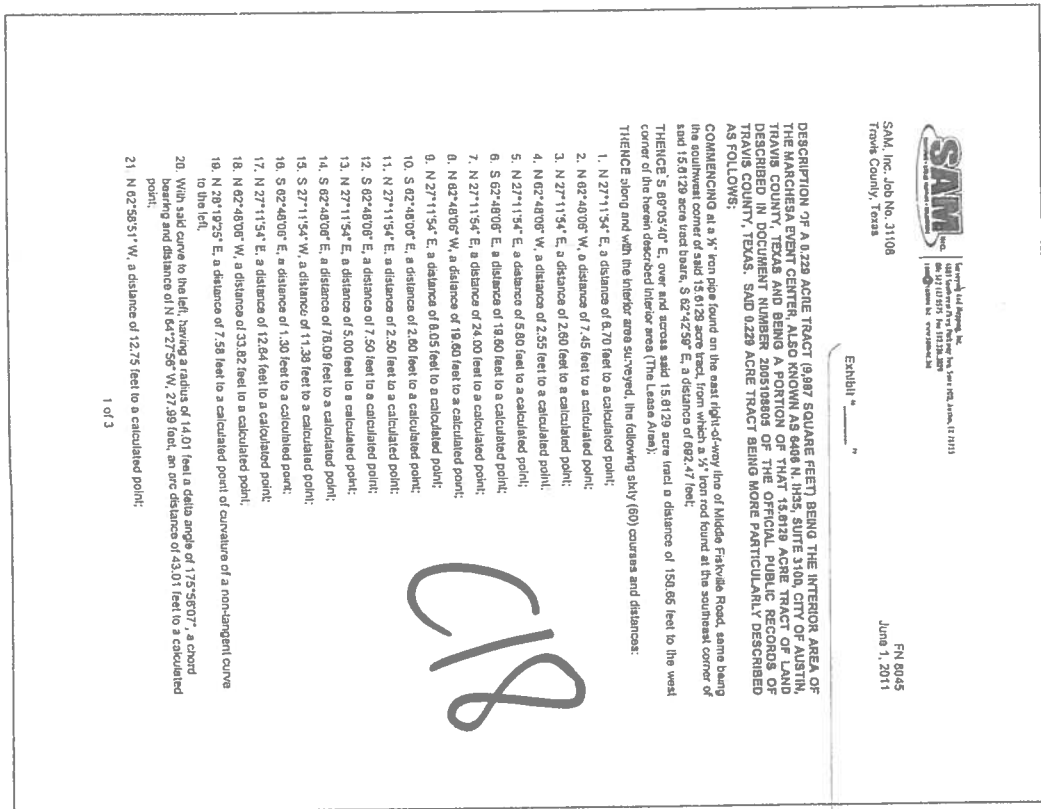 SAM INC.
Surveying and Mapping, Inc.
SAM, Inc. Job No. 31108
Travis County, Texas
FN 8045
June 1, 2011
Exhibit "______"
DESCRIPTION OF A 0.229 ACRE TRACT (9,987 SQUARE FEET) BEING THE INTERIOR AREA OF
THE MARCHESA EVENT CENTER, ALSO KNOWN AS 6406 N. IH35, SUITE 3100, CITY OF AUSTIN,
TRAVIS COUNTY, TEXAS AND BEING A PORTION OF THAT 15.6129 ACRE TRACT OF LAND
DESCRIBED IN DOCUMENT NUMBER 2005108805 OF THE OFFICIAL PUBLIC RECORDS OF
TRAVIS COUNTY, TEXAS. SAID 0.229 ACRE TRACT BEING MORE PARTICULARLY DESCRIBED
AS FOLLOWS;
COMMENCING at a ½" iron pipe found on the east right-of-way line of Middle Fiskville Road, same being
the southwest corner of said 15.6129 acre tract, from which a ½" iron rod found at the southeast corner of
said 15.6129 acre tract bears, S 62°42'59" E, a distance of 692.47 feet;
THENCE S 89°05'40" E, over and across said 15.6129 acre tract a distance of 158.65 feet to the west
corner of the herein described interior area (The Lease Area);
THENCE along and with the interior area surveyed, the following sixty (60) courses and distances:
1. N 27°11'54" E, a distance of 6.70 feet to a calculated point;
2. N 62°48'06" W, a distance of 7.45 feet to a calculated point;
3. N 27°11'54" E, a distance of 2.60 feet to a calculated point;
4. N 62°48'06" W, a distance of 2.55 feet to a calculated point;
5. N 27°11'54" E, a distance of 5.80 feet to a calculated point;
6. S 62°48'06" E, a distance of 19.60 feet to a calculated point;
7. N 27°11'54" E, a distance of 24.00 feet to a calculated point;
8. N 62°48'06" W, a distance of 19.60 feet to a calculated point;
9. N 27°11'54" E, a distance of 6.05 feet to a calculated point;
10. S 62°48'06" E, a distance of 2.60 feet to a calculated point;
11. N 27°11'54" E, a distance of 2.50 feet to a calculated point;
12. S 62°48'06" E, a distance of 7.50 feet to a calculated point;
13. N 27°11'54" E, a distance of 5.00 feet to a calculated point;
14. S 62°48'06" E, a distance of 76.09 feet to a calculated point;
15. S 27°11'54" W, a distance of 11.38 feet to a calculated point;
16. S 62°48'06" E, a distance of 1.30 feet to a calculated point;
17. N 27°11'54" E, a distance of 12.64 feet to a calculated point;
18. N 62°48'06" W, a distance of 33.82 feet to a calculated point;
19. N 28°19'25" E, a distance of 7.58 feet to a calculated point of curvature of a non-tangent curve
to the left,
20. With said curve to the left, having a radius of 14.01 feet a delta angle of 175°56'07", a chord
bearing and distance of N 64°27'56" W, 27.99 feet, an arc distance of 43.01 feet to a calculated
point;
21. N 62°58'51" W, a distance of 12.75 feet to a calculated point;
1 of 3
C18